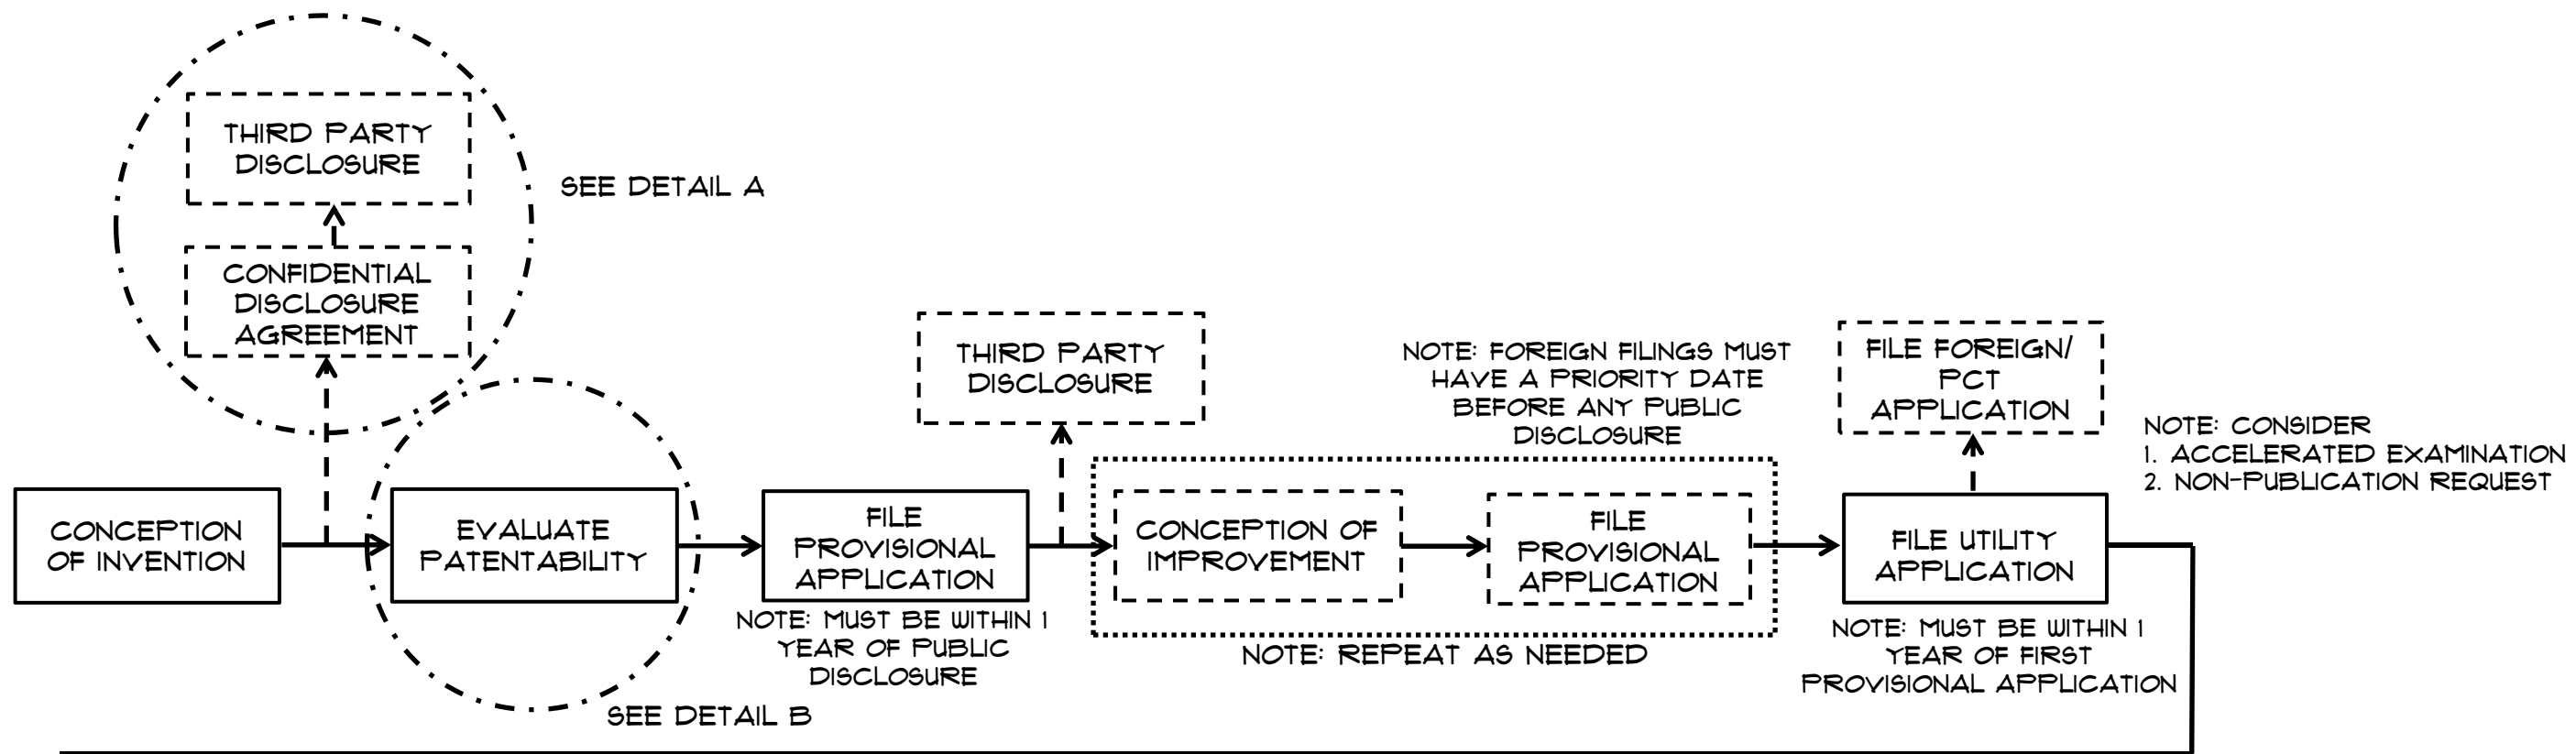 THIRD PARTY
DISCLOSURE
SEE DETAIL A
CONFIDENTIAL
DISCLOSURE
AGREEMENT
CONCEPTION
OF INVENTION
EVALUATE
PATENTABILITY
SEE DETAIL B
FILE
PROVISIONAL
APPLICATION
NOTE: MUST BE WITHIN 1
YEAR OF PUBLIC
DISCLOSURE
THIRD PARTY
DISCLOSURE
NOTE: FOREIGN FILINGS MUST
HAVE A PRIORITY DATE
BEFORE ANY PUBLIC
DISCLOSURE
CONCEPTION OF
IMPROVEMENT
FILE
PROVISIONAL
APPLICATION
NOTE: REPEAT AS NEEDED
FILE FOREIGN/
PCT
APPLICATION
NOTE: CONSIDER
1. ACCELERATED EXAMINATION
2. NON-PUBLICATION REQUEST
FILE UTILITY
APPLICATION
NOTE: MUST BE WITHIN 1
YEAR OF FIRST
PROVISIONAL APPLICATION